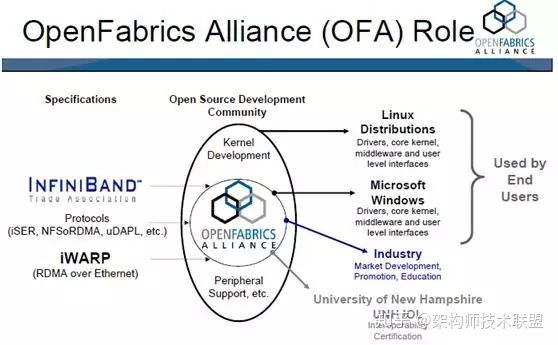 OpenFabrics Alliance (OFA) Role
OPENFABRICS
ALLIANCE
Specifications
Open Source Development
Community
Kernel
Development
INFINIBAND™
Trade Association
Protocols
(iSER, NFSoRDMA, uDAPL, etc.)
iWARP
(RDMA over Ethernet)
OPENFABRICS
ALLIANCE
Peripheral
Support, etc.
Linux
Distributions
Drivers, core kernel,
middleware and user
level interfaces
Microsoft
Windows
Drivers, core kernel,
middleware and user
level interfaces
Industry
Market Development,
Promotion, Education
University of New Hampshire
UNH IOL
Interoperability
Certification
Used by
End
Users
知乎 @架构师技术联盟